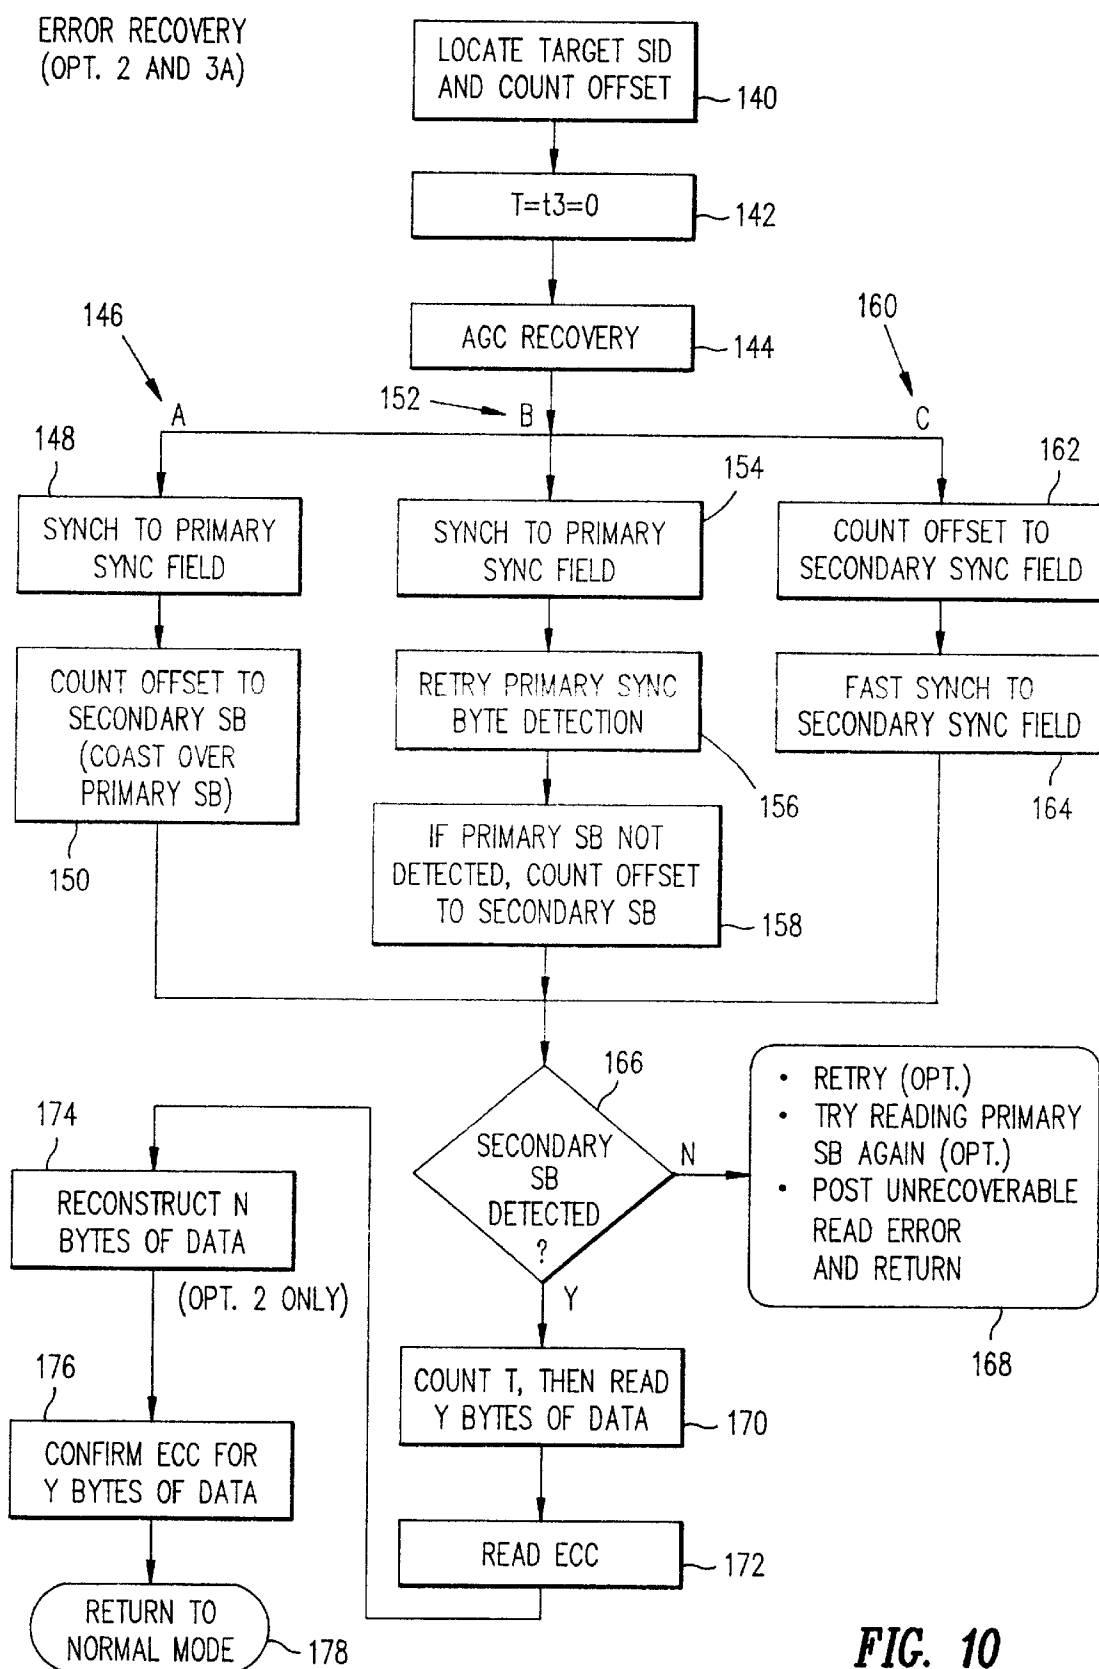 ERROR RECOVERY
(OPT. 2 AND 3A)
LOCATE TARGET SID
AND COUNT OFFSET
140
T=t3=0
142
AGC RECOVERY
144
146
A
152
B
160
C
148
SYNCH TO PRIMARY
SYNC FIELD
COUNT OFFSET TO
SECONDARY SB
(COAST OVER
PRIMARY SB)
150
154
SYNCH TO PRIMARY
SYNC FIELD
RETRY PRIMARY SYNC
BYTE DETECTION
156
IF PRIMARY SB NOT
DETECTED, COUNT OFFSET
TO SECONDARY SB
158
162
COUNT OFFSET TO
SECONDARY SYNC FIELD
FAST SYNCH TO
SECONDARY SYNC FIELD
164
166
SECONDARY
SB
DETECTED
?
N
Y
• RETRY (OPT.)
• TRY READING PRIMARY
SB AGAIN (OPT.)
• POST UNRECOVERABLE
READ ERROR
AND RETURN
168
COUNT T, THEN READ
Y BYTES OF DATA
170
READ ECC
172
174
RECONSTRUCT N
BYTES OF DATA
(OPT. 2 ONLY)
176
CONFIRM ECC FOR
Y BYTES OF DATA
RETURN TO
NORMAL MODE
178
FIG. 10